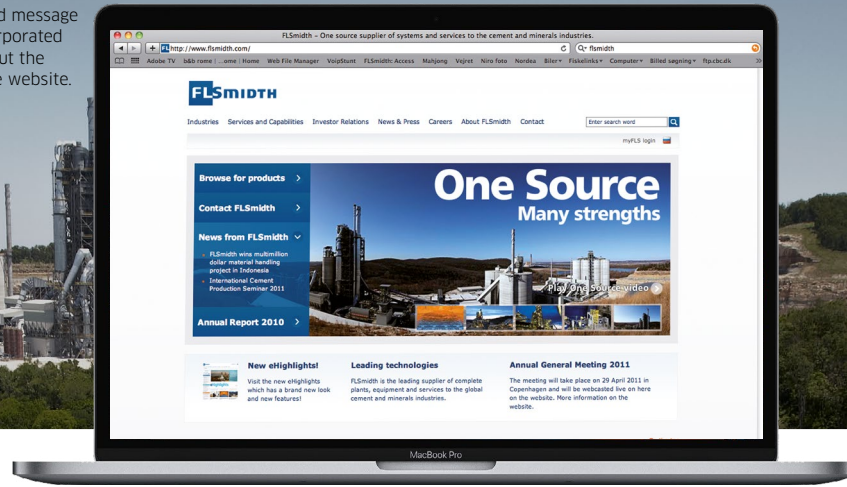 d message
rporated
ut the
e website.
FLSmidth - One source supplier of systems and services to the cement and minerals industries.
http://www.flsmidth.com/
flsmidth
Adobe TV b&b rome | ...ome | Home Web File Manager VoipStunt FLSmidth: Access Mahjong Vejret Niro foto Nordea Biler Fiskelinks Computer Billed søgning ftp.cbc.dk
FLSMIDTH
Industries Services and Capabilities Investor Relations News & Press Careers About FLSmidth Contact
Enter search word
myFLS login
Browse for products
Contact FLSmidth
News from FLSmidth
FLSmidth wins multimillion
dollar material handling
project in Indonesia
International Cement
Production Seminar 2011
Annual Report 2010
One Source
Many strengths
Play One Source video
New eHighlights!
Visit the new eHighlights
which has a brand new look
and new features!
Leading technologies
FLSmidth is the leading supplier of complete
plants, equipment and services to the global
cement and minerals industries.
Annual General Meeting 2011
The meeting will take place on 29 April 2011 in
Copenhagen and will be webcasted live on here
on the website. More information on the
website.
MacBook Pro